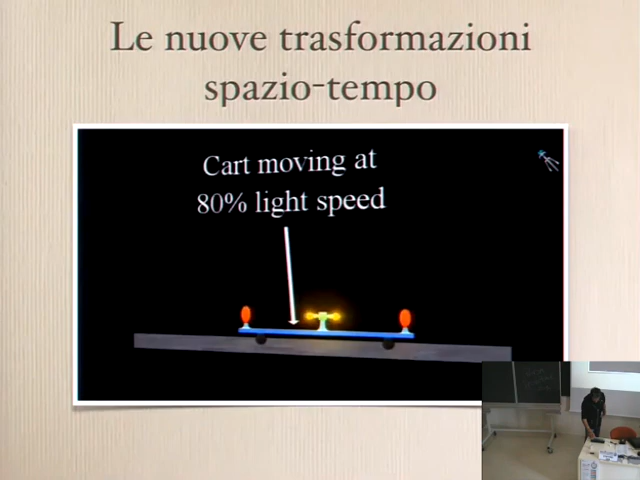 Le nuove trasformazioni
spazio-tempo
Cart moving at
80% light speed